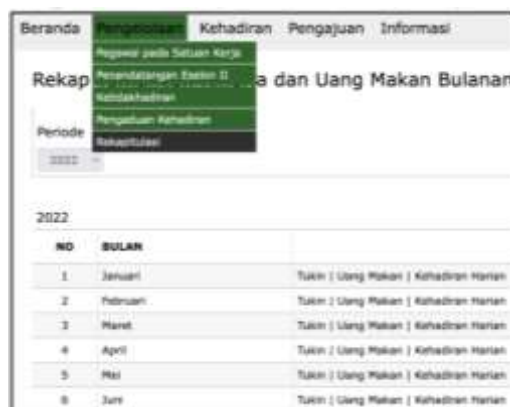 Beranda Pengelolaan Kehadiran Pengajuan Informasi
Pegawai pada Satuan Kerja
Penandatangan Eselon II
Ketidakhadiran
Pengaduan Kehadiran
Rekapitulasi
Rekap a dan Uang Makan Bulanan
Periode
2022
2022
NO BULAN
1 Januari Tukin | Uang Makan | Kehadiran Harian
2 Februari Tukin | Uang Makan | Kehadiran Harian
3 Maret Tukin | Uang Makan | Kehadiran Harian
4 April Tukin | Uang Makan | Kehadiran Harian
5 Mei Tukin | Uang Makan | Kehadiran Harian
6 Juni Tukin | Uang Makan | Kehadiran Harian